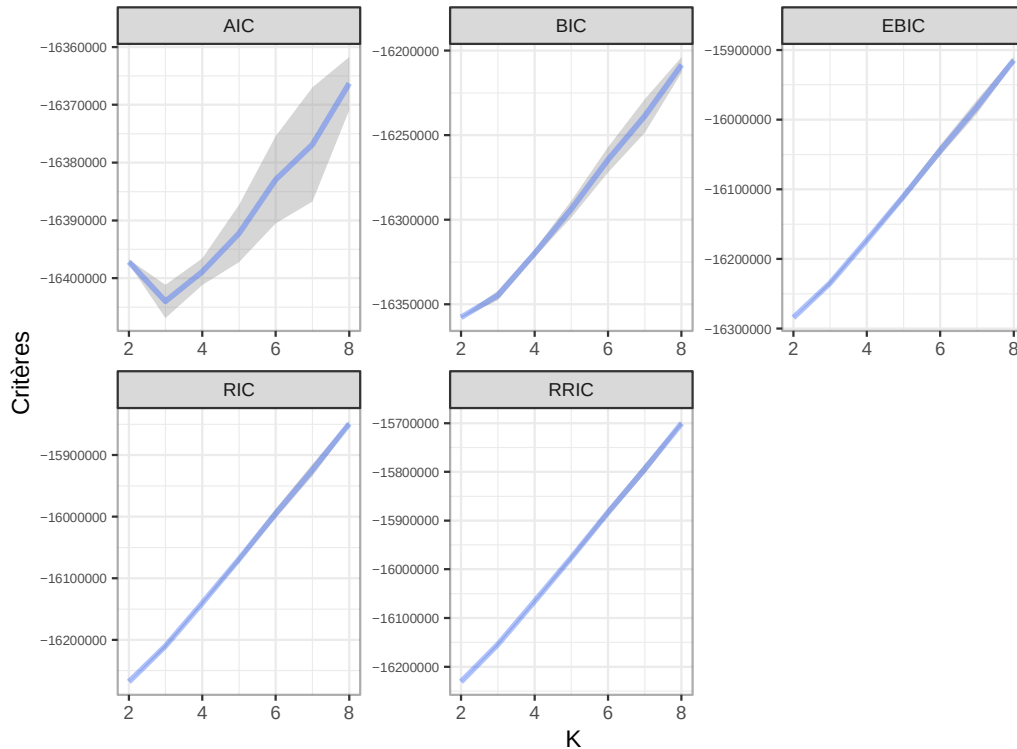 AIC
BIC
EBIC
−16360000
−16370000
−16380000
−16390000
−16400000
2 4 6 8
−16200000
−16250000
−16300000
−16350000
2 4 6 8
−15900000
−16000000
−16100000
−16200000
−16300000
2 4 6 8
Critères
RIC
RRIC
−15900000
−16000000
−16100000
−16200000
2 4 6 8
−15700000
−15800000
−15900000
−16000000
−16100000
−16200000
2 4 6 8
K